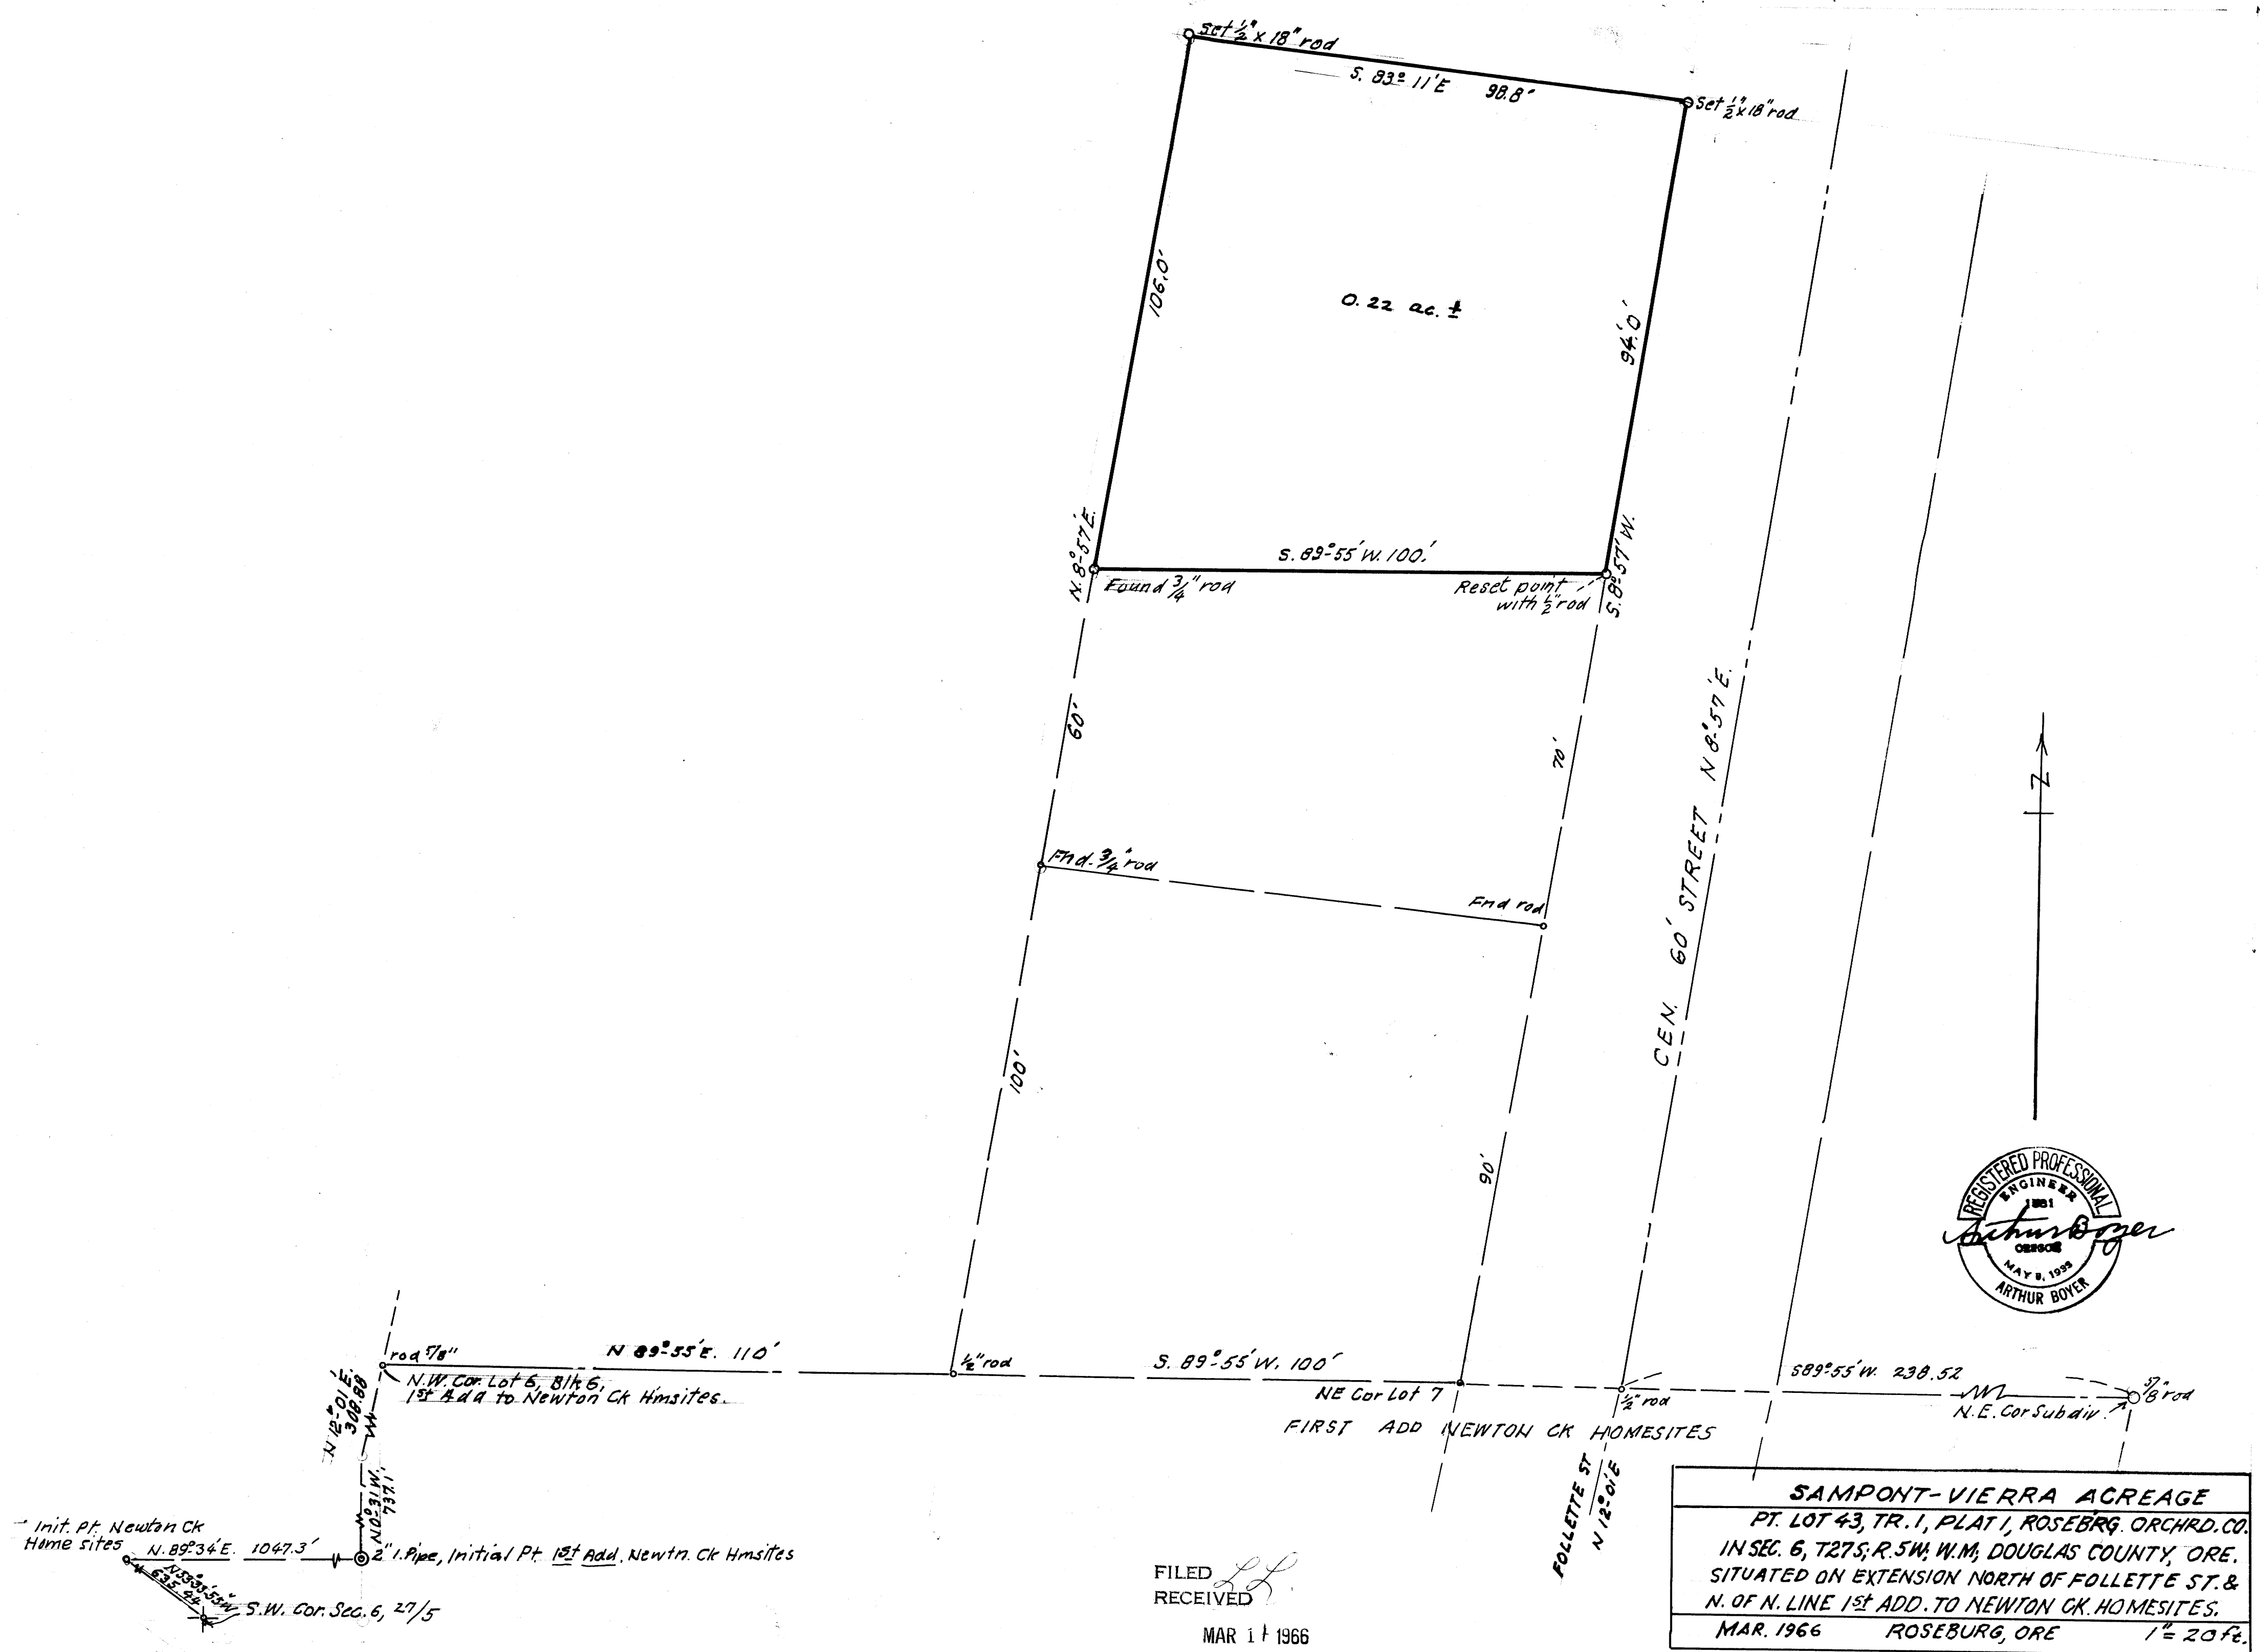 Set 1/2" x 18" rod
S. 83° 11' E 98.8'
Set 1/2" x 18" rod
106.0'
0.22 ac. ±
94.0'
N. 8°-57' E.
S. 89°-55' W. 100.'
S. 8°-57' W.
Found 3/4" rod
Reset point
with 1/2" rod
60'
70'
CEN. 60' STREET N 8°-57' E.
N
Fnd. 3/4" rod
Fnd rod
100'
90'
REGISTERED PROFESSIONAL
ENGINEER
Arthur Boyer
OREGON
ARTHUR BOYER
rod 5/8"
N 89°-55' E. 110'
1/2" rod
S. 89°-55' W. 100'
S89°-55' W. 238.52
5/8" rod
N.W. Cor. Lot 6, Blk 6,
1st Add to Newton Ck Hmsites.
NE Cor Lot 7
1/2" rod
N.E. Cor Subdiv.
FIRST ADD NEWTON CK HOMESITES
N 12°-01' E.
308.88
N0°-31' W.
737.1'
FOLLETTE ST
N 12°-01' E
Init. Pt. Newton Ck
Home sites
N. 89°34' E. 1047.3'
2" I. Pipe, Initial Pt. 1st Add. Newtn. Ck Hmsites
635.44
S.W. Cor. Sec. 6, 27/5
FILED
RECEIVED
MAR 1966
SAMPONT-VIERRA ACREAGE
PT. LOT 43, TR. 1, PLAT 1, ROSEBRG. ORCHRD. CO.
IN SEC. 6, T27S; R.5W; W.M; DOUGLAS COUNTY, ORE.
SITUATED ON EXTENSION NORTH OF FOLLETTE ST. &
N. OF N. LINE 1st ADD. TO NEWTON CK. HOMESITES.
MAR. 1966 ROSEBURG, ORE 1" = 20 ft.